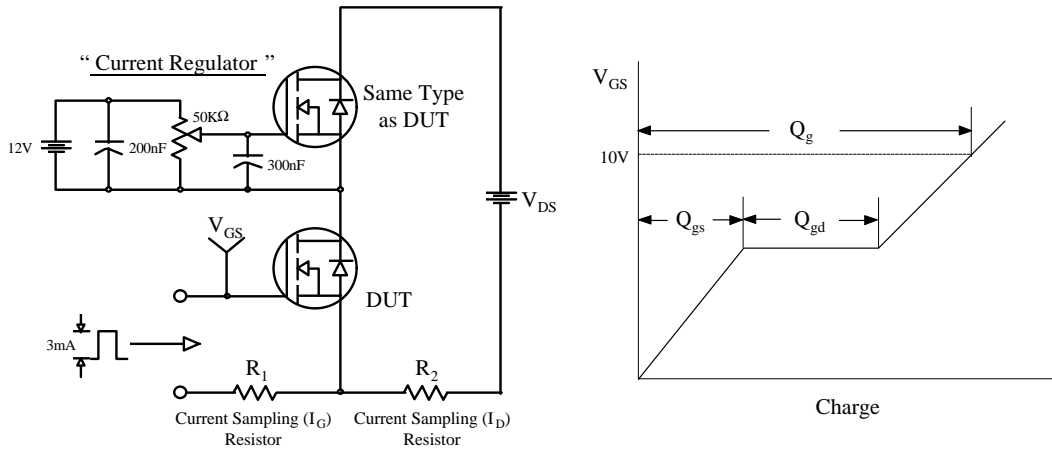 “ Current Regulator ”
50KΩ
12V
200nF
300nF
Same Type
as DUT
V_DS
V_GS
DUT
3mA
R_1
R_2
Current Sampling (I_G)
Resistor
Current Sampling (I_D)
Resistor
V_GS
Q_g
10V
Q_gs
Q_gd
Charge